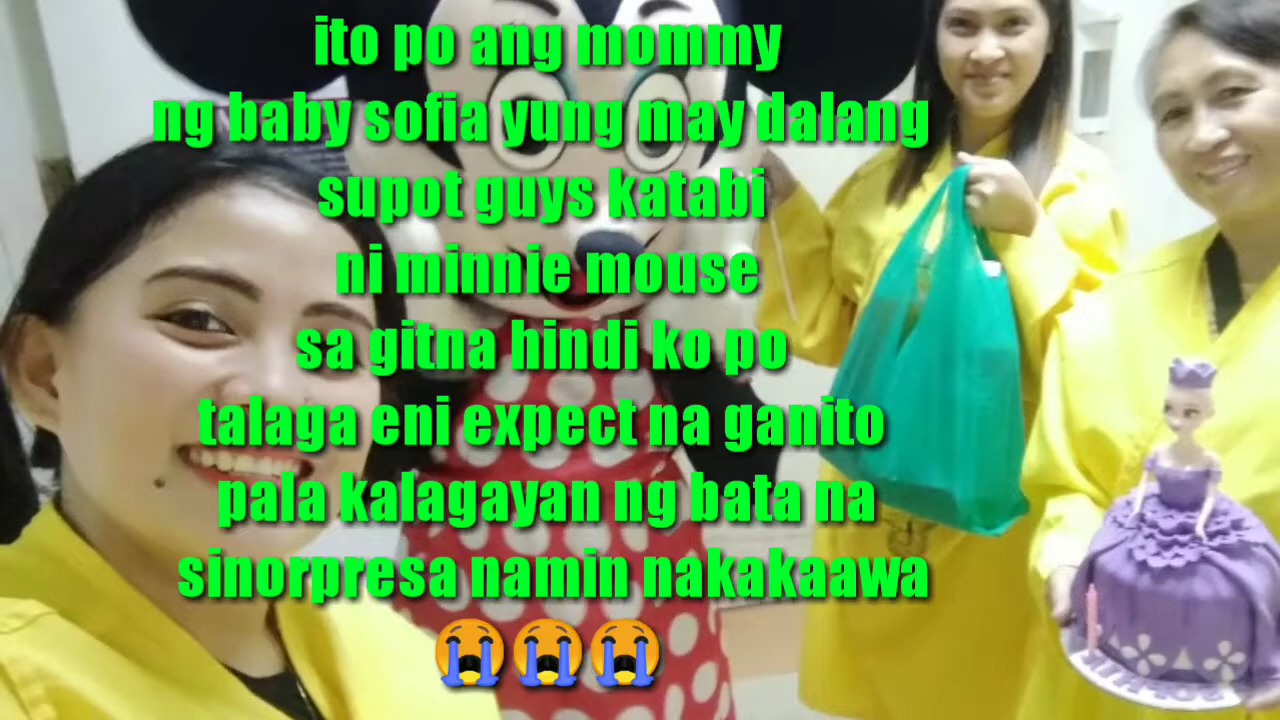 ito po ang mommy
ng baby sofia yung may dalang
supot guys katabi
ni minnie mouse
sa gitna hindi ko po
talaga eni expect na ganito
pala kalagayan ng bata na
sinorpresa namin nakakaawa
😭😭😭